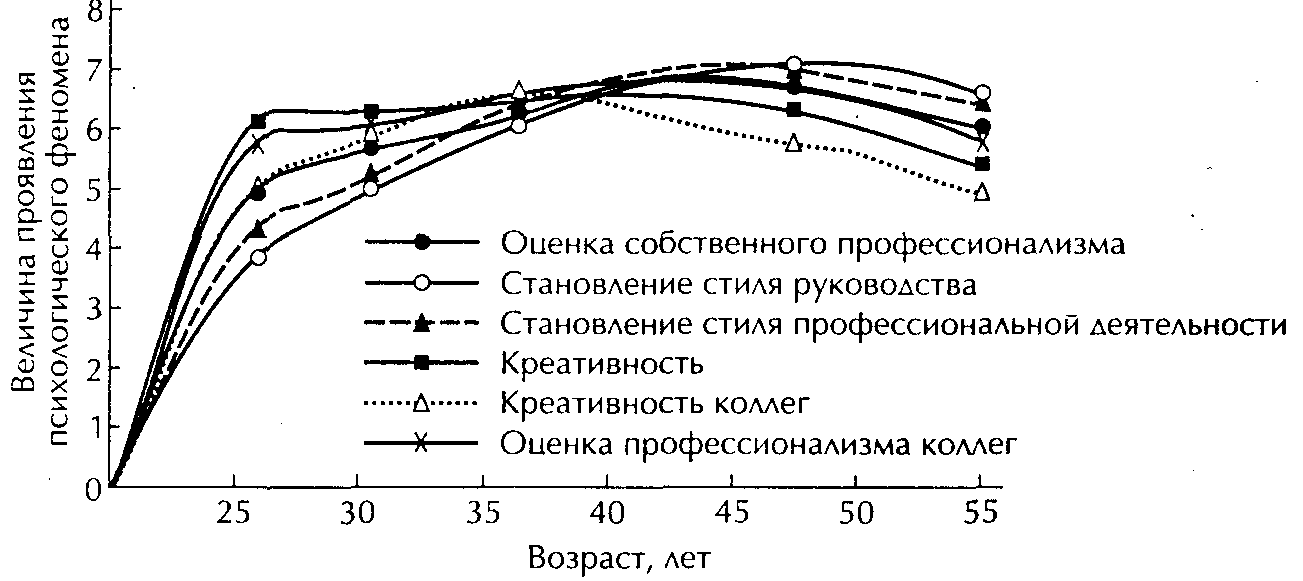 Величина проявления
психологического феномена
8
7
6
5
4
3
2
1
0
Оценка собственного профессионализма
Становление стиля руководства
Становление стиля профессиональной деятельности
Креативность
Креативность коллег
Оценка профессионализма коллег
25 30 35 40 45 50 55
Возраст, лет